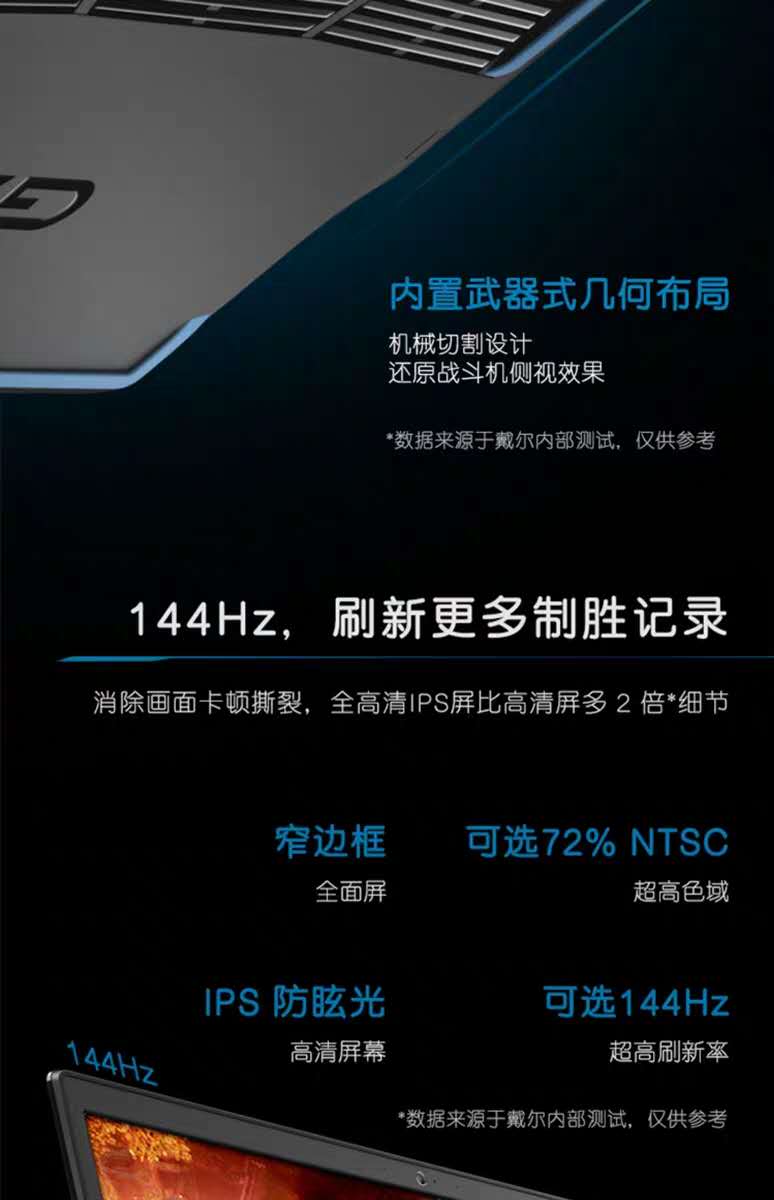 内置武器式几何布局
机械切割设计
还原战斗机侧视效果
*数据来源于戴尔内部测试，仅供参考
144Hz，刷新更多制胜记录
消除画面卡顿撕裂，全高清IPS屏比高清屏多 2 倍*细节
窄边框
全面屏
可选72% NTSC
超高色域
IPS 防眩光
高清屏幕
可选144Hz
超高刷新率
144Hz
*数据来源于戴尔内部测试，仅供参考